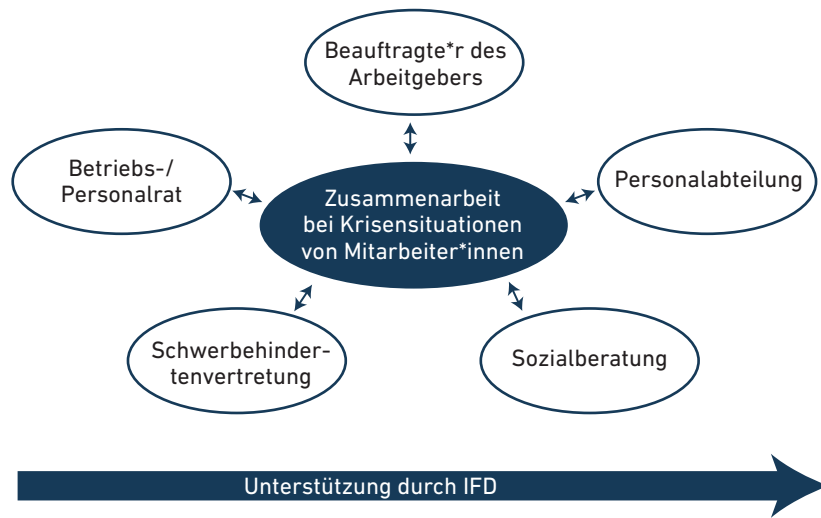 Beauftragte*r des
Arbeitgebers
Betriebs-/
Personalrat
Zusammenarbeit
bei Krisensituationen
von Mitarbeiter*innen
Personalabteilung
Schwerbehinder-
tenvertretung
Sozialberatung
Unterstützung durch IFD